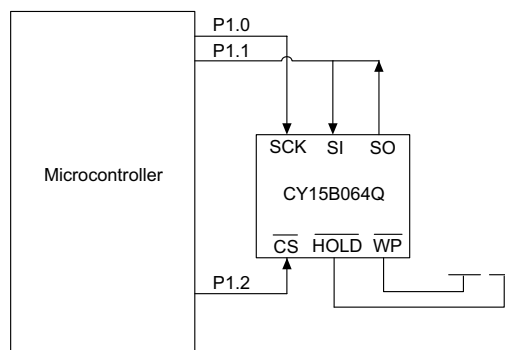 P1.0
P1.1
SCK SI SO
Microcontroller
CY15B064Q
CS HOLD WP
P1.2